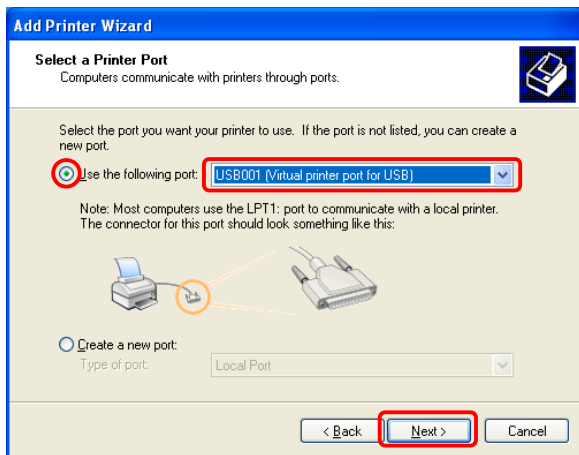 Add Printer Wizard
Select a Printer Port
Computers communicate with printers through ports.
Select the port you want your printer to use. If the port is not listed, you can create a
new port.
Use the following port: USB001 (Virtual printer port for USB)
Note: Most computers use the LPT1: port to communicate with a local printer.
The connector for this port should look something like this:
Create a new port:
Type of port: Local Port
< Back Next > Cancel